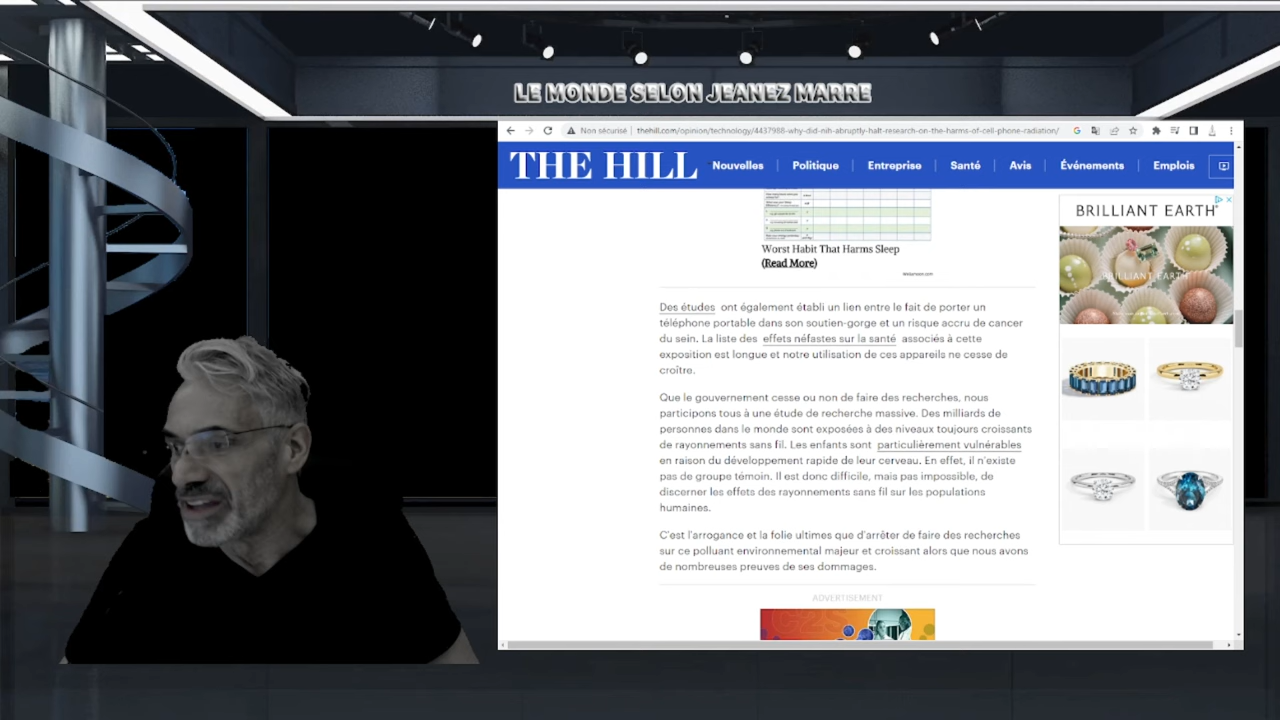 LE MONDE SELON JEANEZ MARRE
Non sécurisé | thehill.com/opinion/technology/4437988-why-did-nih-abruptly-halt-research-on-the-harms-of-cell-phone-radiation/
THE HILL
Nouvelles
Politique
Entreprise
Santé
Avis
Événements
Emplois
Worst Habit That Harms Sleep
(Read More)
Des études ont également établi un lien entre le fait de porter un
téléphone portable dans son soutien-gorge et un risque accru de cancer
du sein. La liste des effets néfastes sur la santé associés à cette
exposition est longue et notre utilisation de ces appareils ne cesse de
croître.
Que le gouvernement cesse ou non de faire des recherches, nous
participons tous à une étude de recherche massive. Des milliards de
personnes dans le monde sont exposées à des niveaux toujours croissants
de rayonnements sans fil. Les enfants sont particulièrement vulnérables
en raison du développement rapide de leur cerveau. En effet, il n'existe
pas de groupe témoin. Il est donc difficile, mais pas impossible, de
discerner les effets des rayonnements sans fil sur les populations
humaines.
C'est l'arrogance et la folie ultimes que d'arrêter de faire des recherches
sur ce polluant environnemental majeur et croissant alors que nous avons
de nombreuses preuves de ses dommages.
ADVERTISEMENT
BRILLIANT EARTH
BRILLIANT EARTH